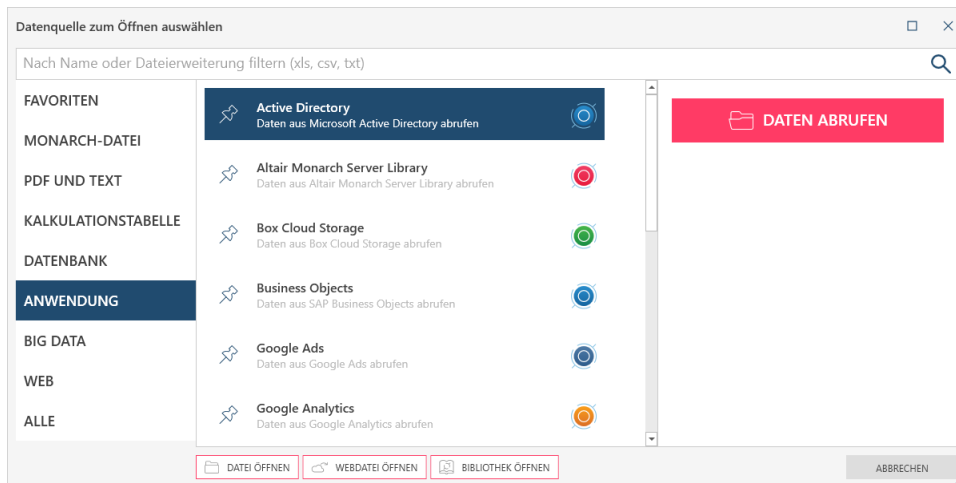 Datenquelle zum Öffnen auswählen
Nach Name oder Dateierweiterung filtern (xls, csv, txt)
FAVORITEN
MONARCH-DATEI
PDF UND TEXT
KALKULATIONSTABELLE
DATENBANK
ANWENDUNG
BIG DATA
WEB
ALLE
Active Directory
Daten aus Microsoft Active Directory abrufen
Altair Monarch Server Library
Daten aus Altair Monarch Server Library abrufen
Box Cloud Storage
Daten aus Box Cloud Storage abrufen
Business Objects
Daten aus SAP Business Objects abrufen
Google Ads
Daten aus Google Ads abrufen
Google Analytics
Daten aus Google Analytics abrufen
DATEN ABRUFEN
DATEI ÖFFNEN
WEBDATEI ÖFFNEN
BIBLIOTHEK ÖFFNEN
ABBRECHEN